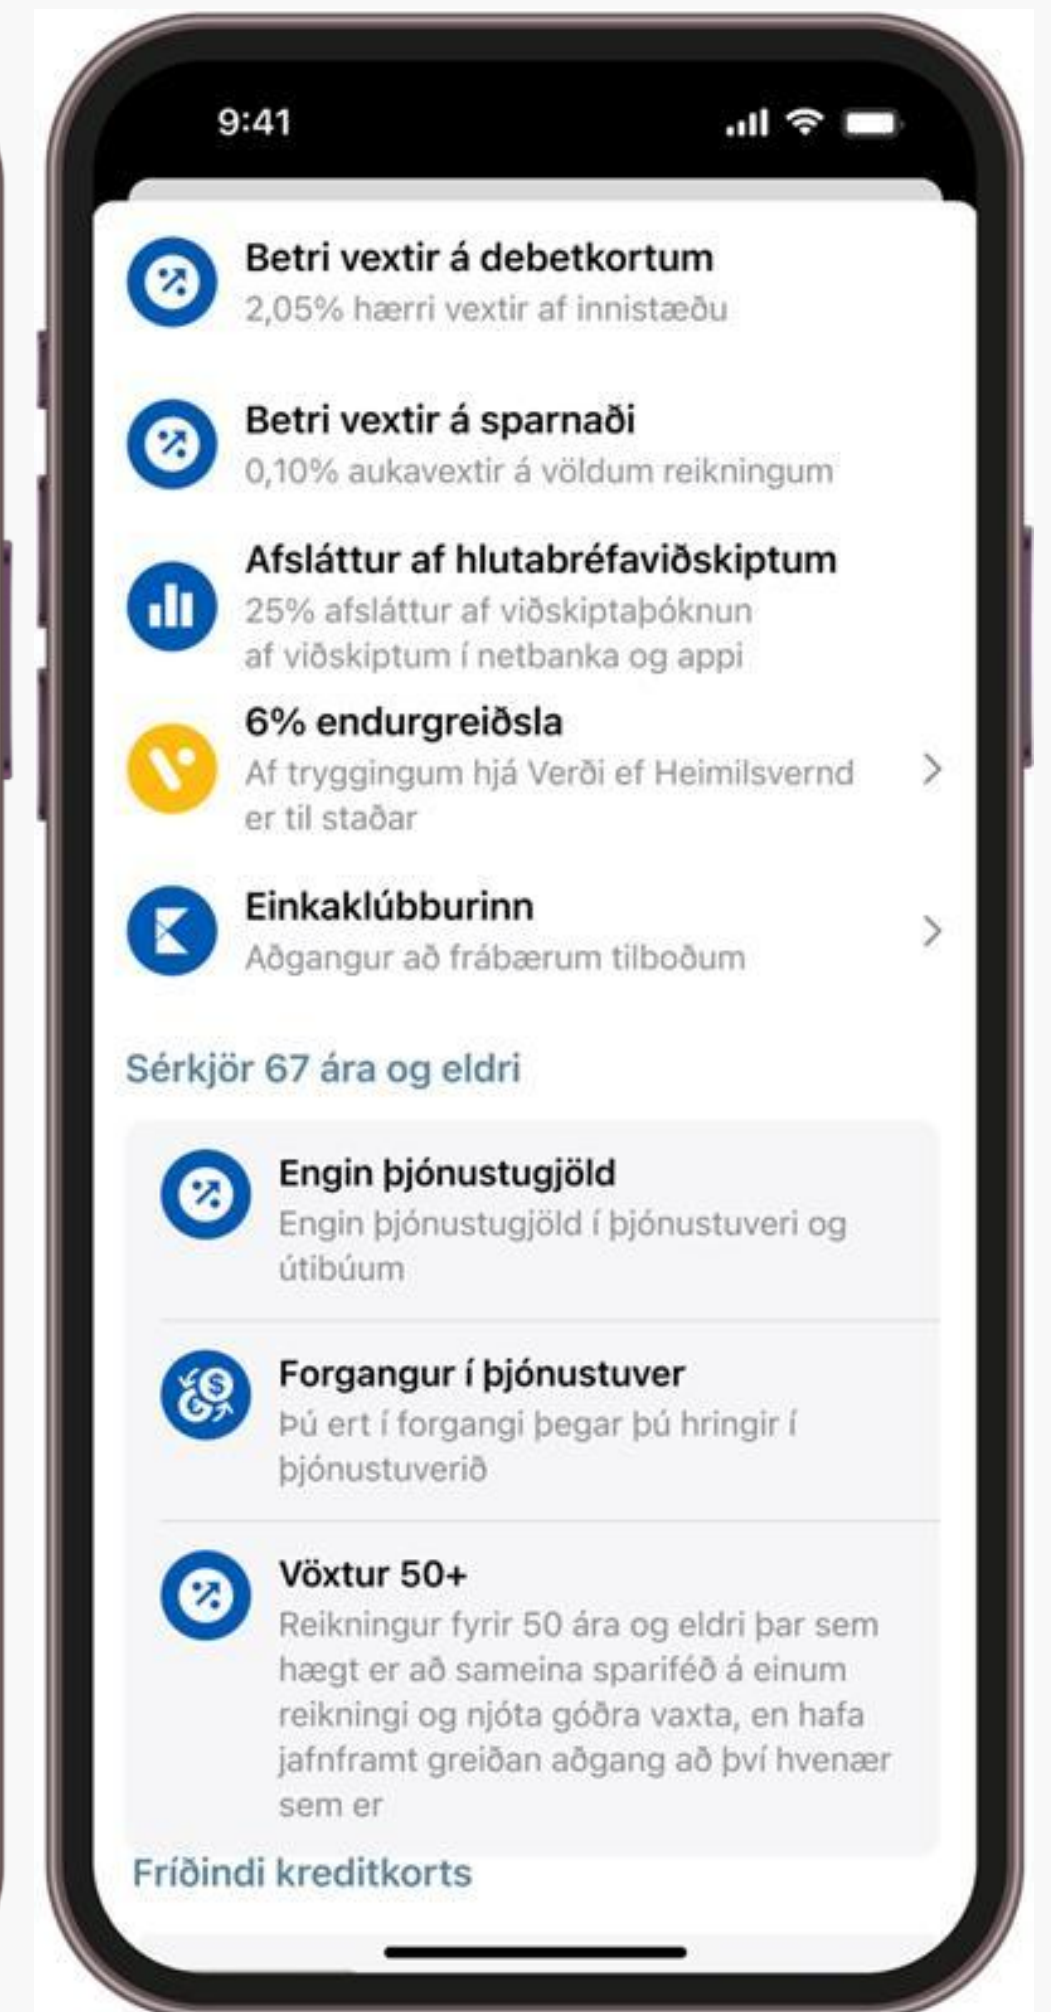 9:41
Betri vextir á debetkortum
2,05% hærri vextir af innistæðu
Betri vextir á sparnaði
0,10% aukavextir á völdum reikningum
Afsláttur af hlutabréfaviðskiptum
25% afsláttur af viðskiptaþóknun
af viðskiptum í netbanka og appi
6% endurgreiðsla
Af tryggingum hjá Verði ef Heimilsvernd
er til staðar
Einkaklúbburinn
Aðgangur að frábærum tilboðum
Sérkjör 67 ára og eldri
Engin þjónustugjöld
Engin þjónustugjöld í þjónustuveri og
útibúum
Forgangur í þjónustuver
Þú ert í forgangi þegar þú hringir í
þjónustuverið
Vöxtur 50+
Reikningur fyrir 50 ára og eldri þar sem
hægt er að sameina spariféð á einum
reikningi og njóta góðra vaxta, en hafa
jafnframt greiðan aðgang að því hvenær
sem er
Fríðindi kreditkorts